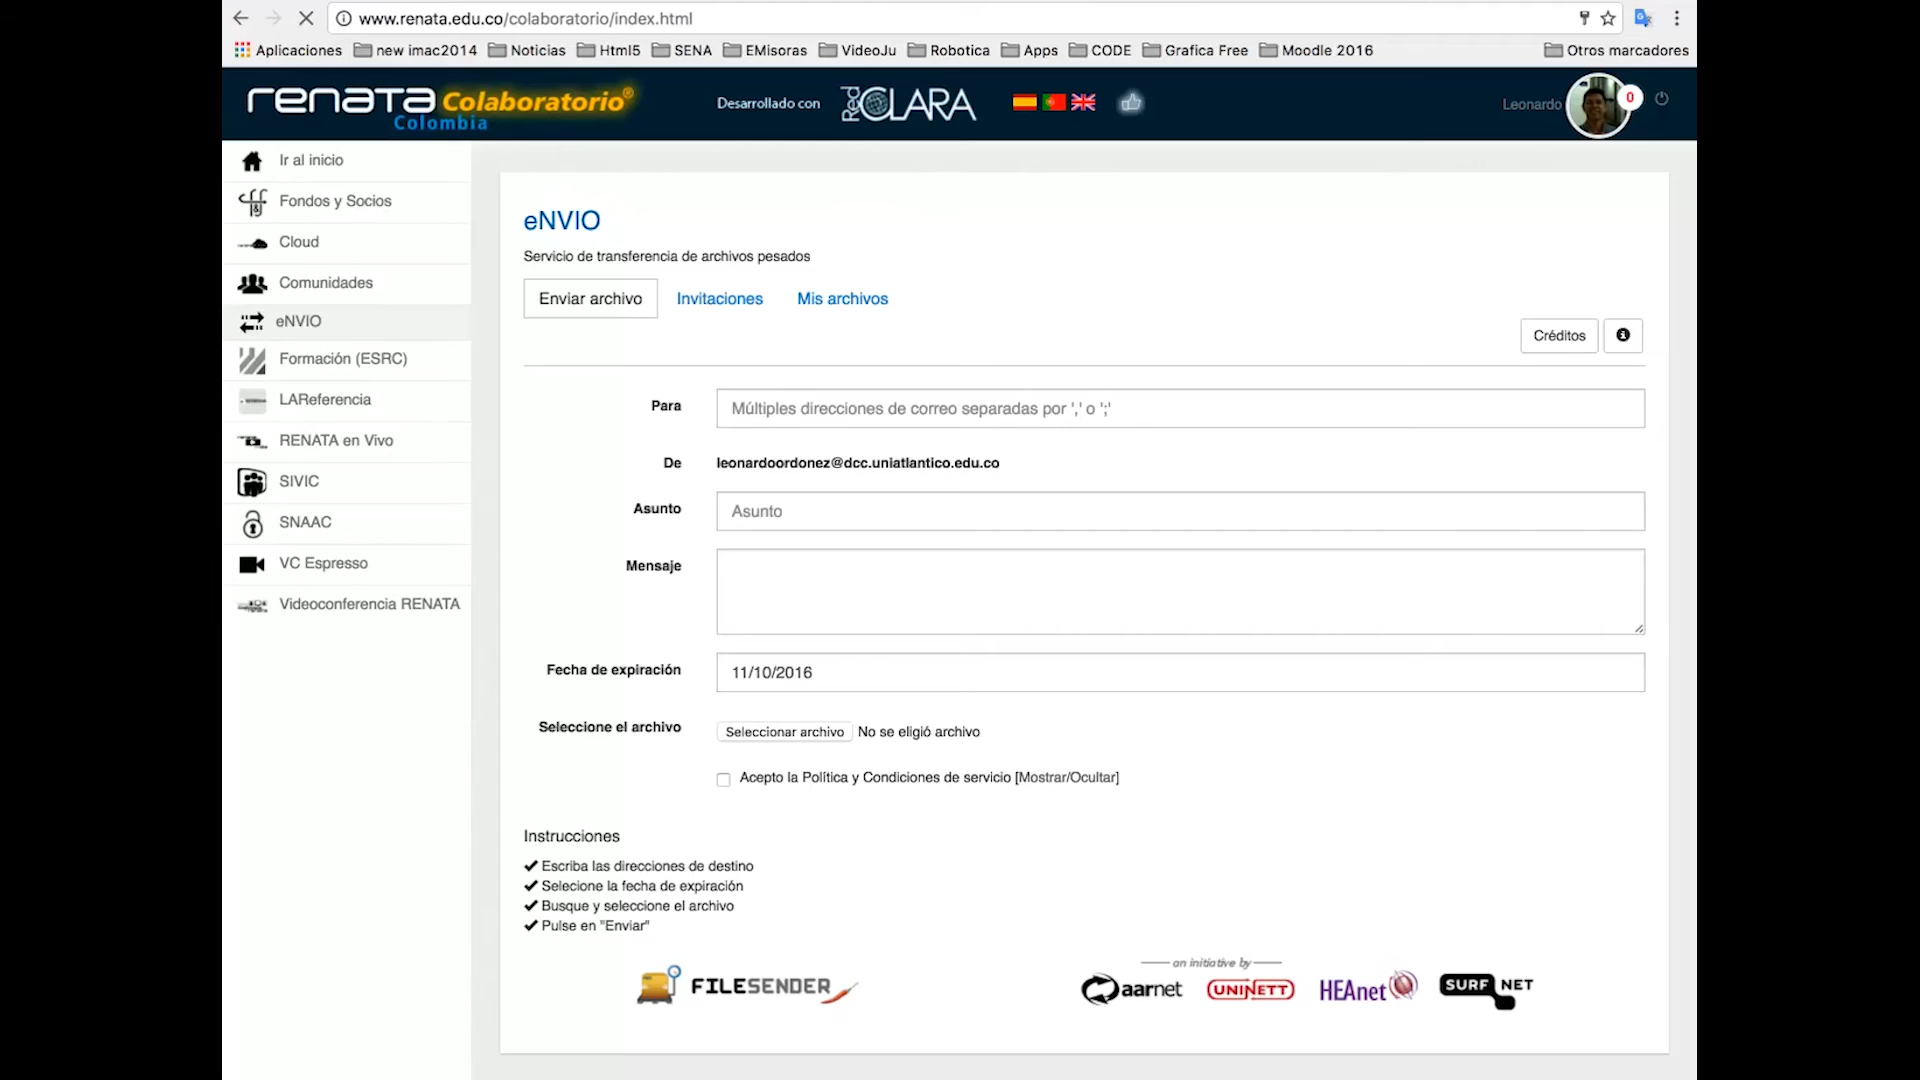 www.renata.edu.co/colaboratorio/index.html
Aplicaciones new imac2014 Noticias Html5 SENA EMisoras VideoJu Robotica Apps CODE Grafica Free Moodle 2016 Otros marcadores
renata Colaboratorio®
Colombia
Desarrollado con
Red CLARA
Leonardo
0
Ir al inicio
Fondos y Socios
Cloud
Comunidades
eNVIO
Formación (ESRC)
LAReferencia
RENATA en Vivo
SIVIC
SNAAC
VC Espresso
Videoconferencia RENATA
eNVIO
Servicio de transferencia de archivos pesados
Enviar archivo Invitaciones Mis archivos
Créditos
Para Múltiples direcciones de correo separadas por ',' o ';'
De leonardoordonez@dcc.uniatlantico.edu.co
Asunto Asunto
Mensaje
Fecha de expiración 11/10/2016
Seleccione el archivo Seleccionar archivo No se eligió archivo
Acepto la Política y Condiciones de servicio [Mostrar/Ocultar]
Instrucciones
Escriba las direcciones de destino
Selecione la fecha de expiración
Busque y seleccione el archivo
Pulse en "Enviar"
an initiative by
FILESENDER aarnet UNINETT HEAnet SURF NET